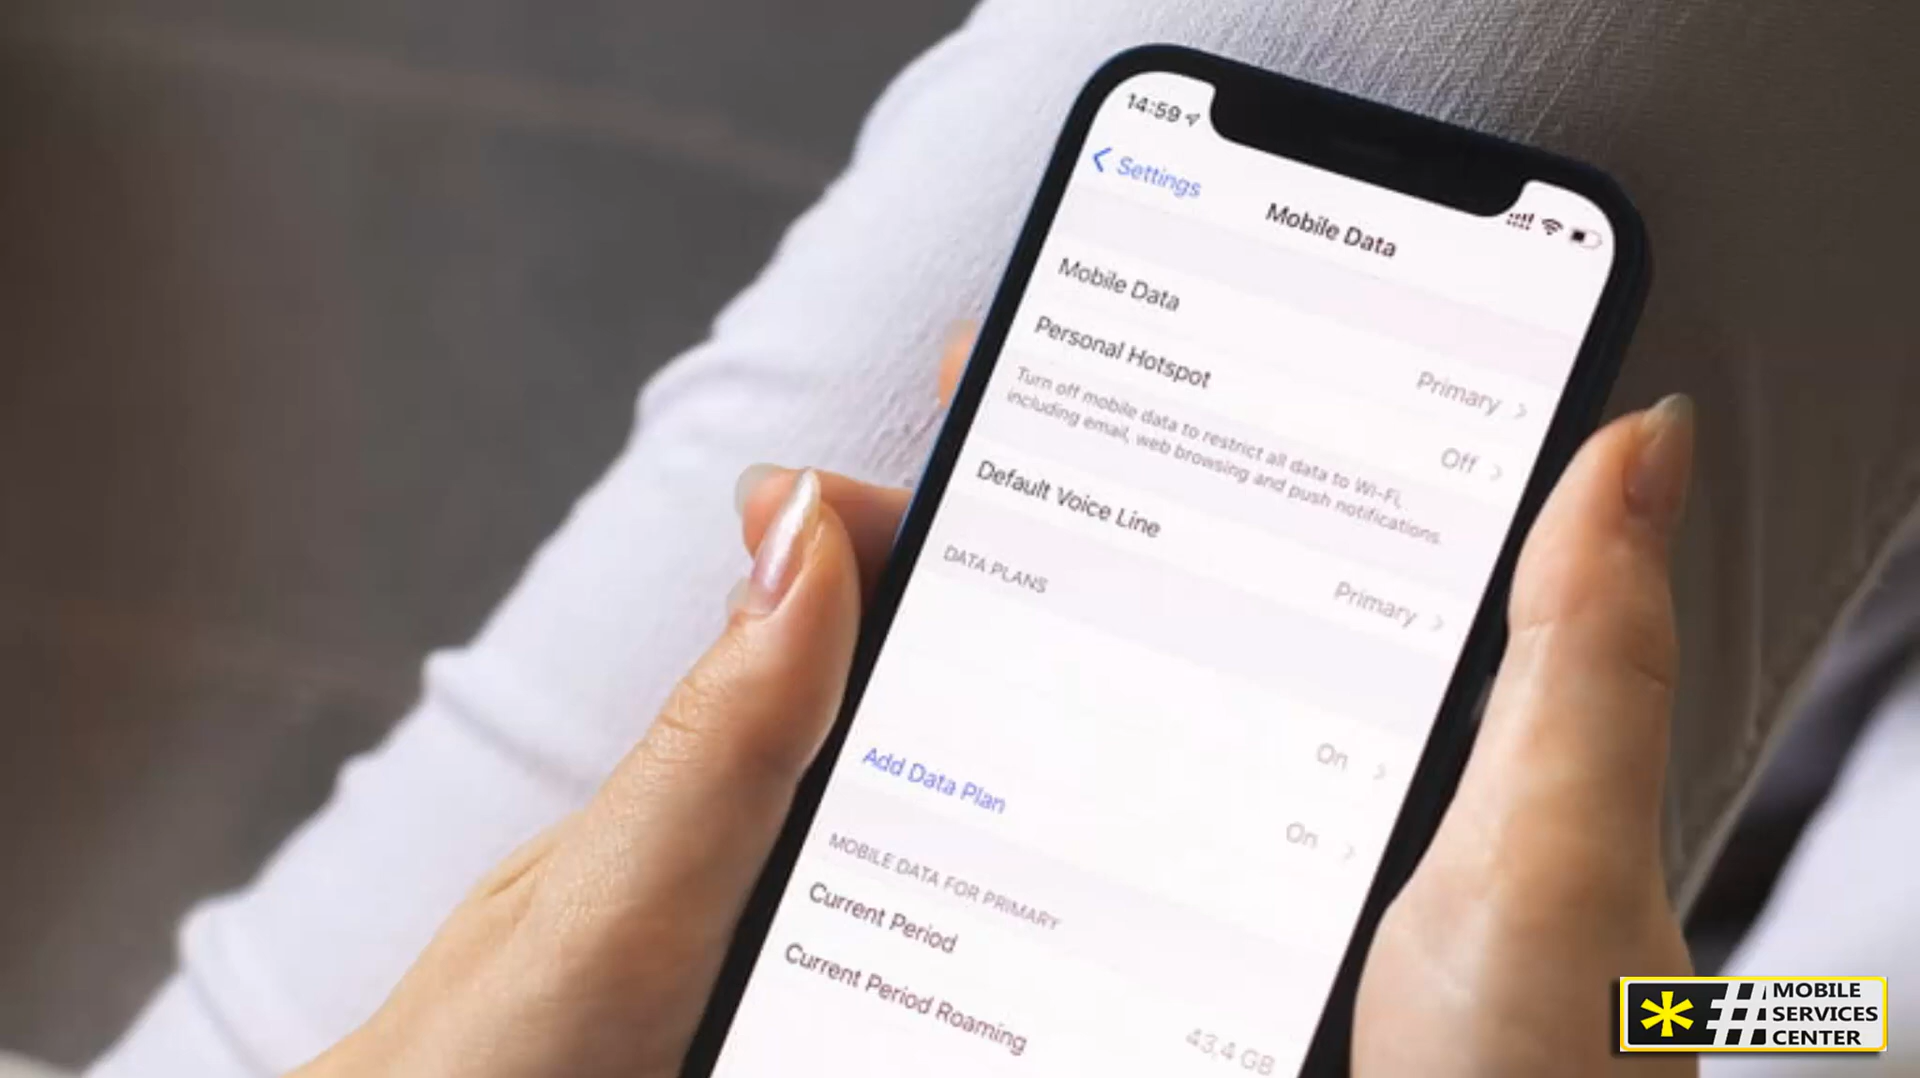 14:59
Settings
Mobile Data
Mobile Data
Primary
Personal Hotspot
Off
Turn off mobile data to restrict all data to Wi-Fi,
including email, web browsing and push notifications.
Default Voice Line
Primary
DATA PLANS
On
On
Add Data Plan
MOBILE DATA FOR PRIMARY
Current Period
43,4 GB
Current Period Roaming
*# MOBILE
SERVICES
CENTER